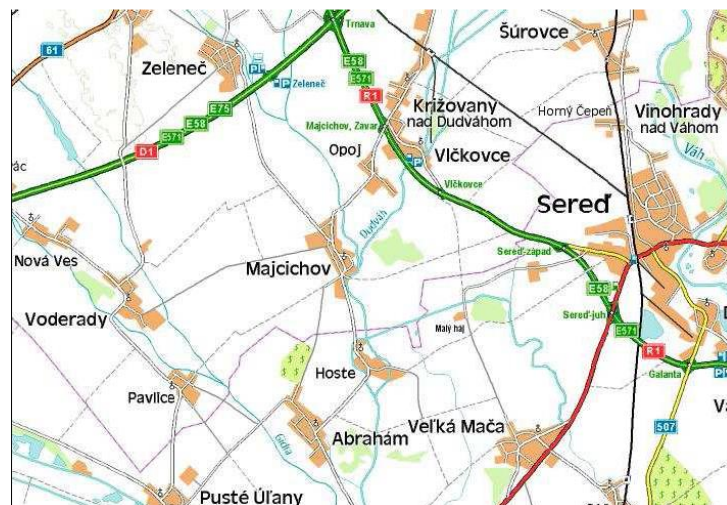 Trnava
Šúrovce
61
Zeleneč
E58
E571
R1
Zeleneč
Križovany
nad Dudváhom
Horný Čepeň
Vinohrady
nad Váhom
E75
E58
E571
D1
Majcichov, Zavar
Opoj
Vlčkovce
Váh
ác
Vlčkovce
Sereď
Dudváh
Nová Ves
Majcichov
Sereď-západ
E58
Voderady
Sereď-juh
Malý háj
E571
R1
Hoste
Galanta
Pavlice
Veľká Mača
507
Abrahám
Pusté Úľany